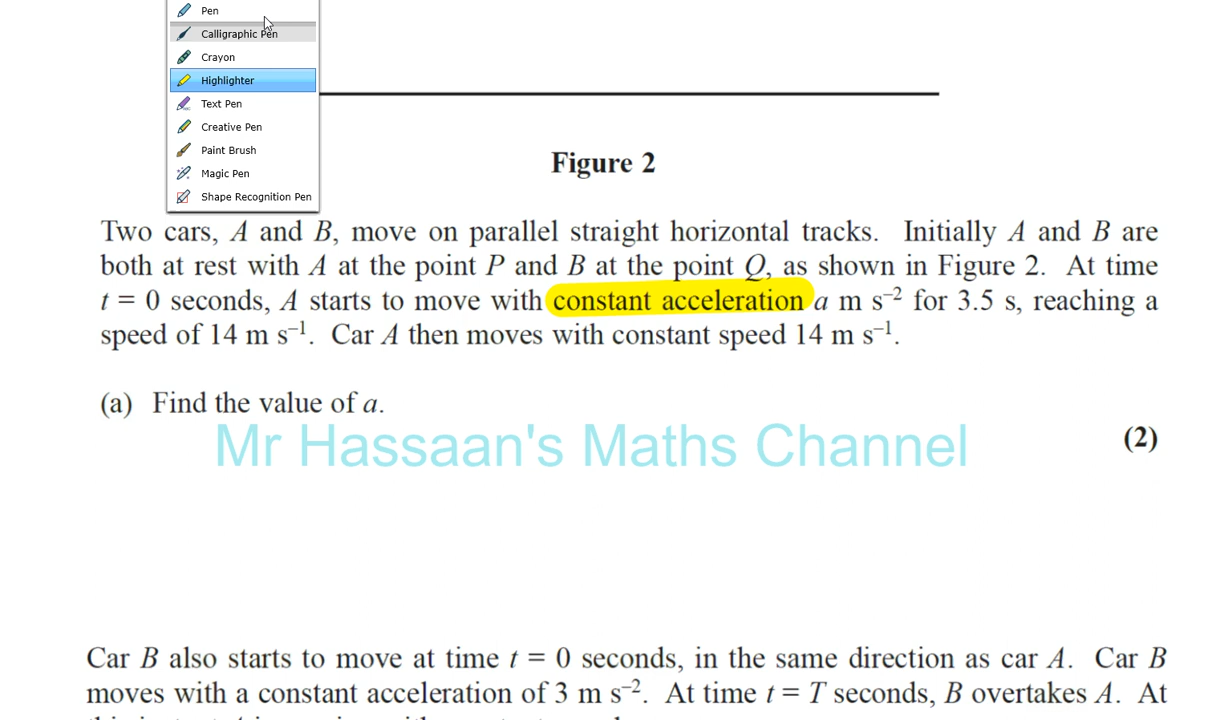 Pen
Calligraphic Pen
Crayon
Highlighter
Text Pen
Creative Pen
Paint Brush
Magic Pen
Shape Recognition Pen
Figure 2
Two cars, A and B, move on parallel straight horizontal tracks. Initially A and B are
both at rest with A at the point P and B at the point Q, as shown in Figure 2. At time
t = 0 seconds, A starts to move with constant acceleration a m s⁻² for 3.5 s, reaching a
speed of 14 m s⁻¹. Car A then moves with constant speed 14 m s⁻¹.
(a) Find the value of a.
Mr Hassaan's Maths Channel
(2)
Car B also starts to move at time t = 0 seconds, in the same direction as car A. Car B
moves with a constant acceleration of 3 m s⁻². At time t = T seconds, B overtakes A. At